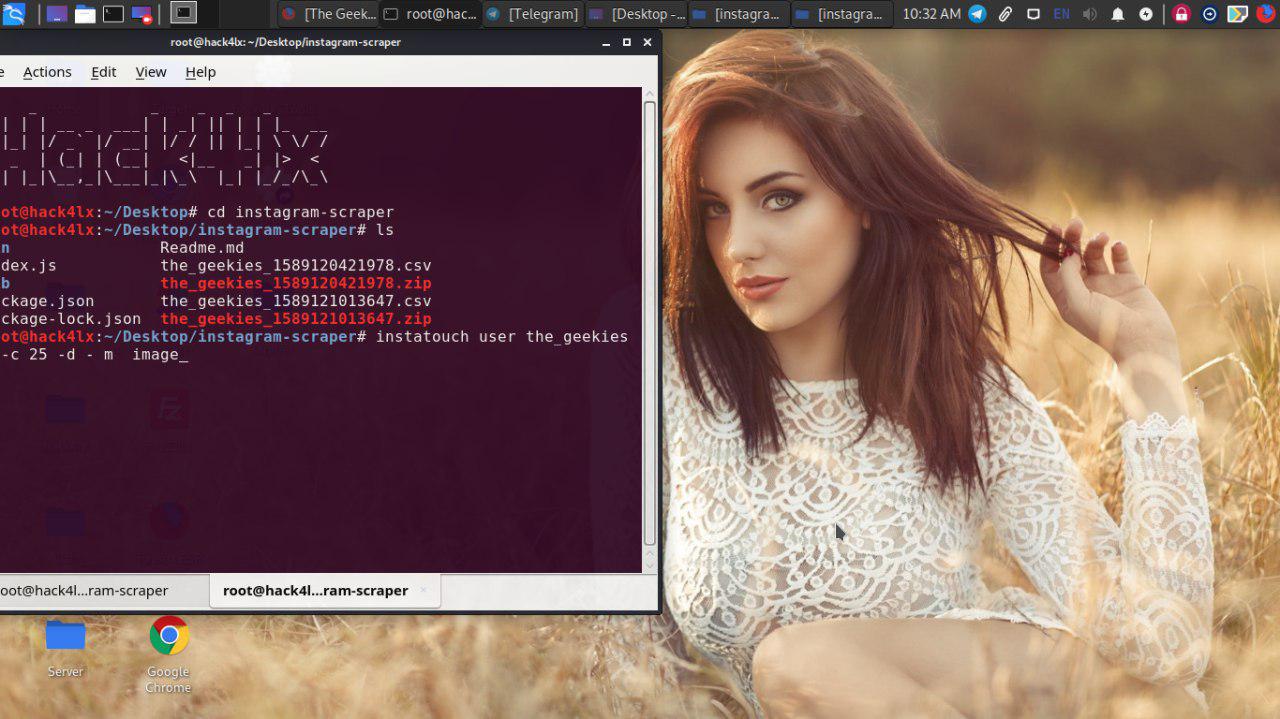 [The Geek...
root@hac...
[Telegram]
[Desktop -...
[instagra...
[instagra...
10:32 AM
EN
root@hack4lx: ~/Desktop/instagram-scraper
e Actions Edit View Help
ot@hack4lx:~/Desktop# cd instagram-scraper
ot@hack4lx:~/Desktop/instagram-scraper# ls
n Readme.md
dex.js the_geekies_1589120421978.csv
b the_geekies_1589120421978.zip
ckage.json the_geekies_1589121013647.csv
ckage-lock.json the_geekies_1589121013647.zip
ot@hack4lx:~/Desktop/instagram-scraper# instatouch user the_geekies
-c 25 -d - m image_
oot@hack4l...ram-scraper
root@hack4l...ram-scraper
Server
Google
Chrome